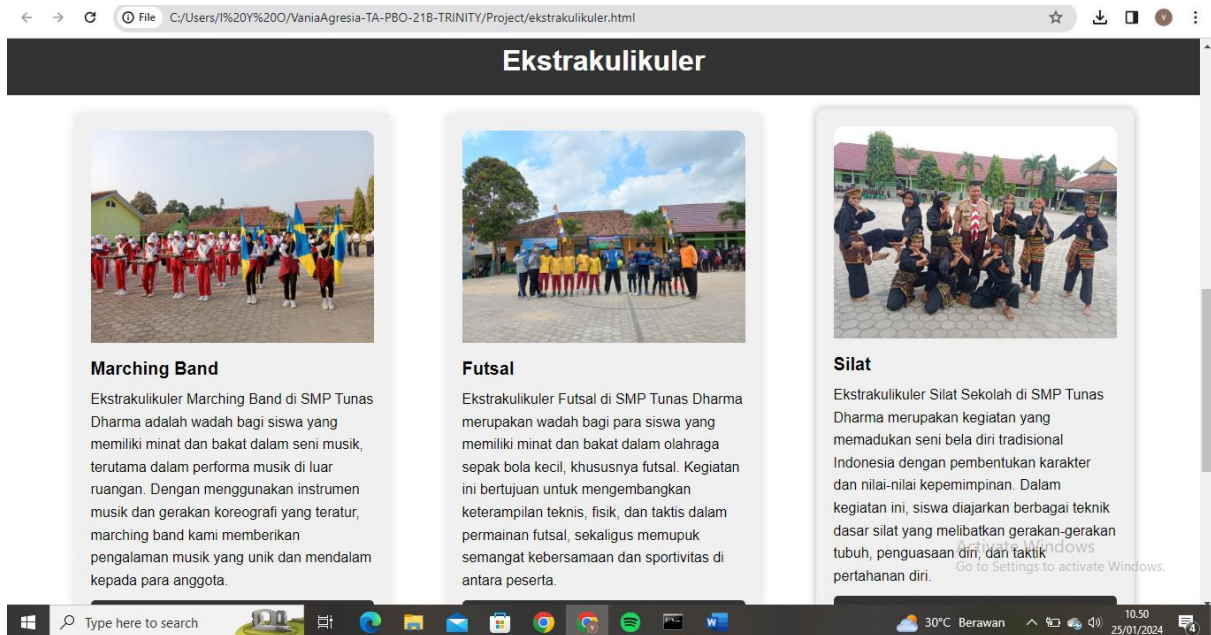 File
C:/Users/I%20Y%20O/VaniaAgresia-TA-PBO-21B-TRINITY/Project/ekstrakulikuler.html
V
Ekstrakulikuler
Marching Band
Ekstrakulikuler Marching Band di SMP Tunas
Dharma adalah wadah bagi siswa yang
memiliki minat dan bakat dalam seni musik,
terutama dalam performa musik di luar
ruangan. Dengan menggunakan instrumen
musik dan gerakan koreografi yang teratur,
marching band kami memberikan
pengalaman musik yang unik dan mendalam
kepada para anggota.
Futsal
Ekstrakulikuler Futsal di SMP Tunas Dharma
merupakan wadah bagi para siswa yang
memiliki minat dan bakat dalam olahraga
sepak bola kecil, khususnya futsal. Kegiatan
ini bertujuan untuk mengembangkan
keterampilan teknis, fisik, dan taktis dalam
permainan futsal, sekaligus memupuk
semangat kebersamaan dan sportivitas di
antara peserta.
Silat
Ekstrakulikuler Silat Sekolah di SMP Tunas
Dharma merupakan kegiatan yang
memadukan seni bela diri tradisional
Indonesia dengan pembentukan karakter
dan nilai-nilai kepemimpinan. Dalam
kegiatan ini, siswa diajarkan berbagai teknik
dasar silat yang melibatkan gerakan-gerakan
tubuh, penguasaan diri, dan taktik
pertahanan diri.
Activate Windows
Go to Settings to activate Windows.
Type here to search
30°C Berawan
10.50
25/01/2024
4